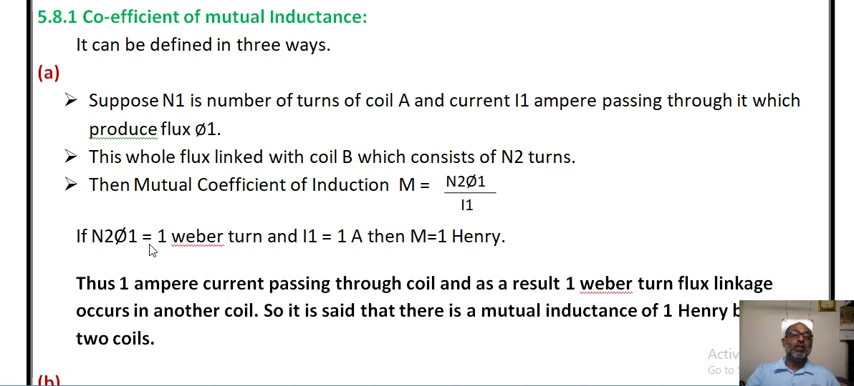 5.8.1 Co-efficient of mutual Inductance:
It can be defined in three ways.
(a)
➢ Suppose N1 is number of turns of coil A and current I1 ampere passing through it which
produce flux Ø1.
➢ This whole flux linked with coil B which consists of N2 turns.
➢ Then Mutual Coefficient of Induction M = N2Ø1
I1
If N2Ø1 = 1 weber turn and I1 = 1 A then M=1 Henry.
Thus 1 ampere current passing through coil and as a result 1 weber turn flux linkage
occurs in another coil. So it is said that there is a mutual inductance of 1 Henry
two coils.
Go to
(b)